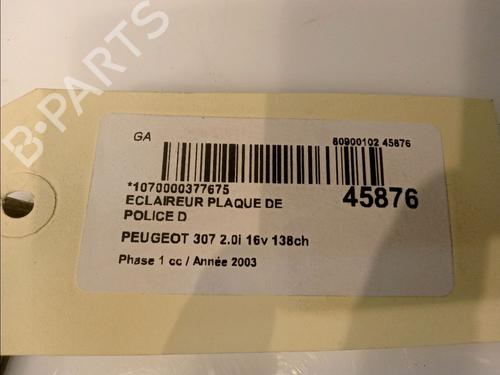 B-PARTS
GA
80900102 45876
*1070000377675
45876
ECLAIREUR PLAQUE DE
POLICE D
PEUGEOT 307 2.0i 16v 138ch
Phase 1 cc / Année 2003